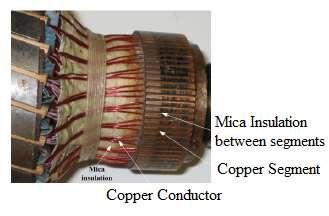 Mica Insulation
between segments
Copper Segment
Mica
insulation
Copper Conductor